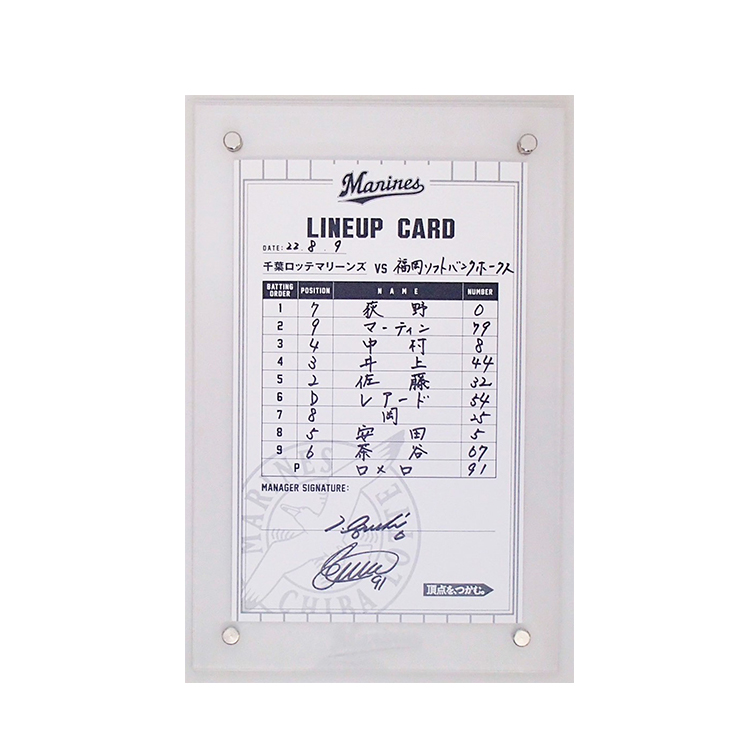 Marines
LINEUP CARD
DATE: 22.8.9
千葉ロッテマリーンズ VS 福岡ソフトバンクホークス
BATTING ORDER POSITION NAME NUMBER
1 7 荻野 0
2 9 マーティン 79
3 4 中村 8
4 3 井上 44
5 2 佐藤 32
6 D レアード 54
7 8 岡 25
8 5 安田 5
9 6 茶谷 67
P ロメロ 91
MANAGER SIGNATURE:
6
91
MARINES
CHIBA LOTTE
頂点を、つかむ。